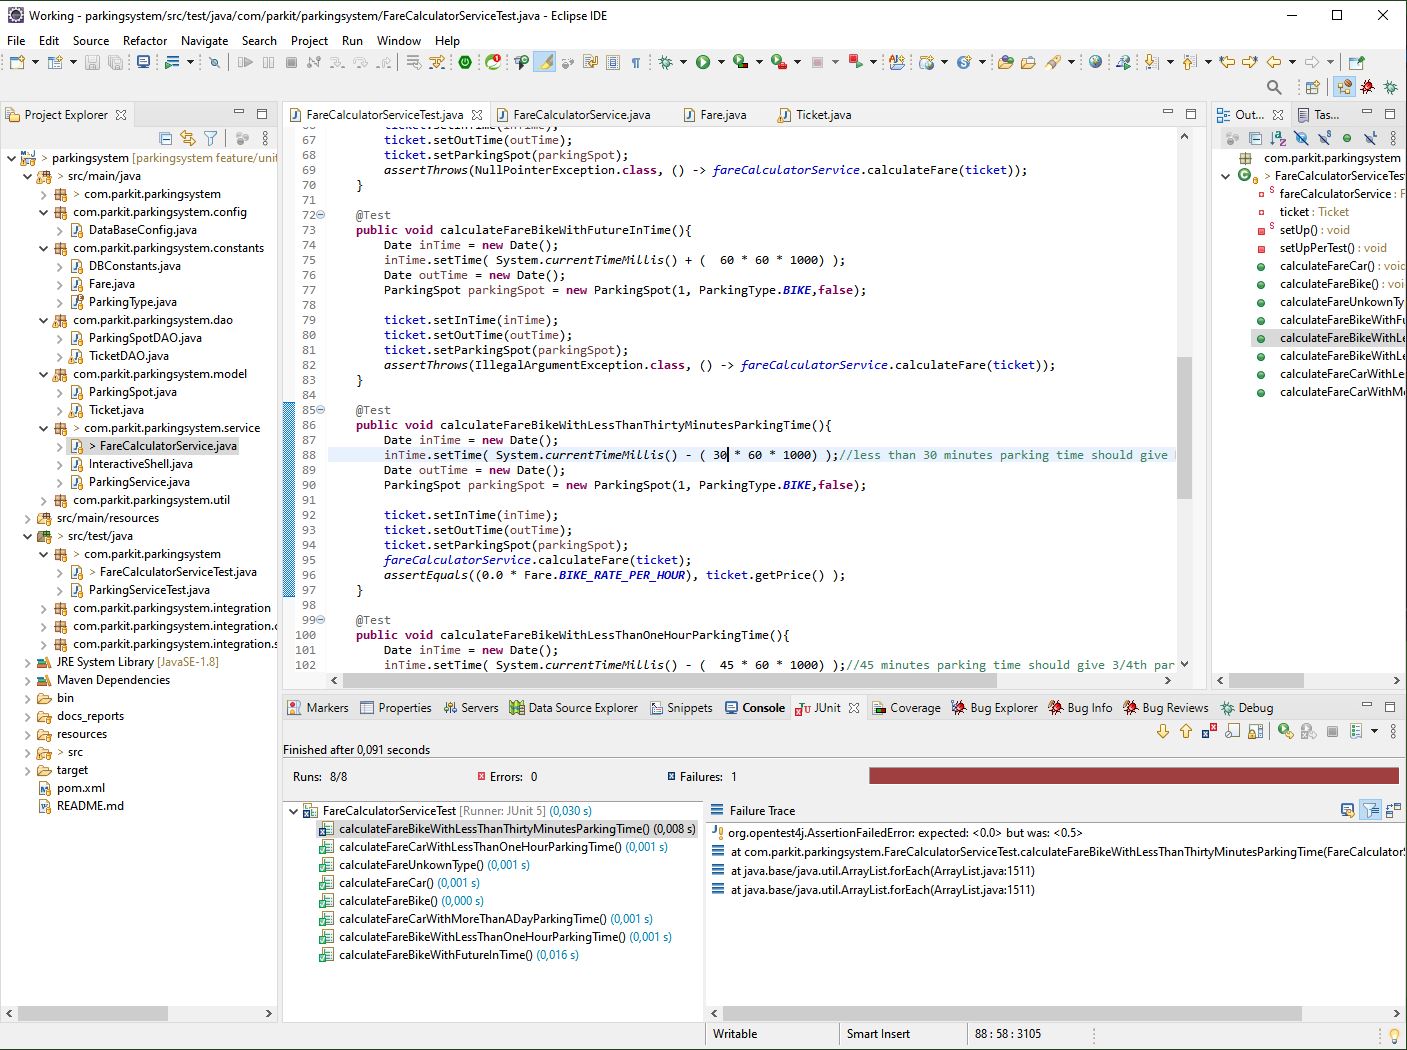 Working - parkingsystem/src/test/java/com/parkit/parkingsystem/FareCalculatorServiceTest.java - Eclipse IDE
File Edit Source Refactor Navigate Search Project Run Window Help
Project Explorer
> parkingsystem [parkingsystem feature/unit
> src/main/java
> com.parkit.parkingsystem
com.parkit.parkingsystem.config
DataBaseConfig.java
com.parkit.parkingsystem.constants
DBConstants.java
Fare.java
ParkingType.java
com.parkit.parkingsystem.dao
ParkingSpotDAO.java
TicketDAO.java
com.parkit.parkingsystem.model
ParkingSpot.java
Ticket.java
> com.parkit.parkingsystem.service
> FareCalculatorService.java
InteractiveShell.java
ParkingService.java
com.parkit.parkingsystem.util
src/main/resources
> src/test/java
> com.parkit.parkingsystem
> FareCalculatorServiceTest.java
ParkingServiceTest.java
com.parkit.parkingsystem.integration
com.parkit.parkingsystem.integration.
com.parkit.parkingsystem.integration.s
JRE System Library [JavaSE-1.8]
Maven Dependencies
bin
docs_reports
resources
> src
target
pom.xml
README.md
FareCalculatorServiceTest.java FareCalculatorService.java Fare.java Ticket.java
66 ticket.setInTime(inTime);
67 ticket.setOutTime(outTime);
68 ticket.setParkingSpot(parkingSpot);
69 assertThrows(NullPointerException.class, () -> fareCalculatorService.calculateFare(ticket));
70 }
71
72 @Test
73 public void calculateFareBikeWithFutureInTime(){
74 Date inTime = new Date();
75 inTime.setTime( System.currentTimeMillis() + (  60 * 60 * 1000) );
76 Date outTime = new Date();
77 ParkingSpot parkingSpot = new ParkingSpot(1, ParkingType.BIKE,false);
78
79 ticket.setInTime(inTime);
80 ticket.setOutTime(outTime);
81 ticket.setParkingSpot(parkingSpot);
82 assertThrows(IllegalArgumentException.class, () -> fareCalculatorService.calculateFare(ticket));
83 }
84
85 @Test
86 public void calculateFareBikeWithLessThanThirtyMinutesParkingTime(){
87 Date inTime = new Date();
88 inTime.setTime( System.currentTimeMillis() - ( 30 * 60 * 1000) );//less than 30 minutes parking time should give
89 Date outTime = new Date();
90 ParkingSpot parkingSpot = new ParkingSpot(1, ParkingType.BIKE,false);
91
92 ticket.setInTime(inTime);
93 ticket.setOutTime(outTime);
94 ticket.setParkingSpot(parkingSpot);
95 fareCalculatorService.calculateFare(ticket);
96 assertEquals((0.0 * Fare.BIKE_RATE_PER_HOUR), ticket.getPrice() );
97 }
98
99 @Test
100 public void calculateFareBikeWithLessThanOneHourParkingTime(){
101 Date inTime = new Date();
102 inTime.setTime( System.currentTimeMillis() - (  45 * 60 * 1000) );//45 minutes parking time should give 3/4th par
Out... Tas...
com.parkit.parkingsystem
> FareCalculatorServiceTest
fareCalculatorService : F
ticket : Ticket
setUp() : void
setUpPerTest() : void
calculateFareCar() : void
calculateFareBike() : voi
calculateFareUnkownTy
calculateFareBikeWithFu
calculateFareBikeWithLe
calculateFareBikeWithLe
calculateFareCarWithLes
calculateFareCarWithMo
Markers Properties Servers Data Source Explorer Snippets Console JUnit Coverage Bug Explorer Bug Info Bug Reviews Debug
Finished after 0,091 seconds
Runs: 8/8 Errors: 0 Failures: 1
FareCalculatorServiceTest [Runner: JUnit 5] (0,030 s)
calculateFareBikeWithLessThanThirtyMinutesParkingTime() (0,008 s)
calculateFareCarWithLessThanOneHourParkingTime() (0,001 s)
calculateFareUnkownType() (0,001 s)
calculateFareCar() (0,001 s)
calculateFareBike() (0,000 s)
calculateFareCarWithMoreThanADayParkingTime() (0,001 s)
calculateFareBikeWithLessThanOneHourParkingTime() (0,001 s)
calculateFareBikeWithFutureInTime() (0,016 s)
Failure Trace
org.opentest4j.AssertionFailedError: expected: <0.0> but was: <0.5>
at com.parkit.parkingsystem.FareCalculatorServiceTest.calculateFareBikeWithLessThanThirtyMinutesParkingTime(FareCalculatorS
at java.base/java.util.ArrayList.forEach(ArrayList.java:1511)
at java.base/java.util.ArrayList.forEach(ArrayList.java:1511)
Writable Smart Insert 88 : 58 : 3105